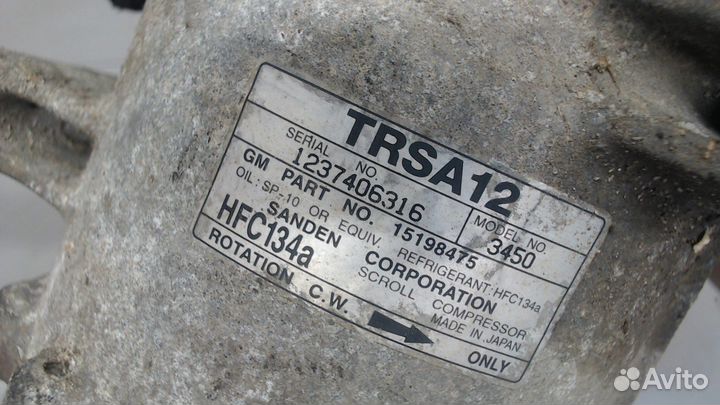 TRSA12
SERIAL NO. 1237406316
MODEL NO 3450
GM PART NO. 15198475
OIL: SP-10 OR EQUIV. REFRIGERANT: HFC134a
SANDEN CORPORATION
HFC134a SCROLL COMPRESSOR
MADE IN JAPAN
ROTATION C.W. ONLY
Avito